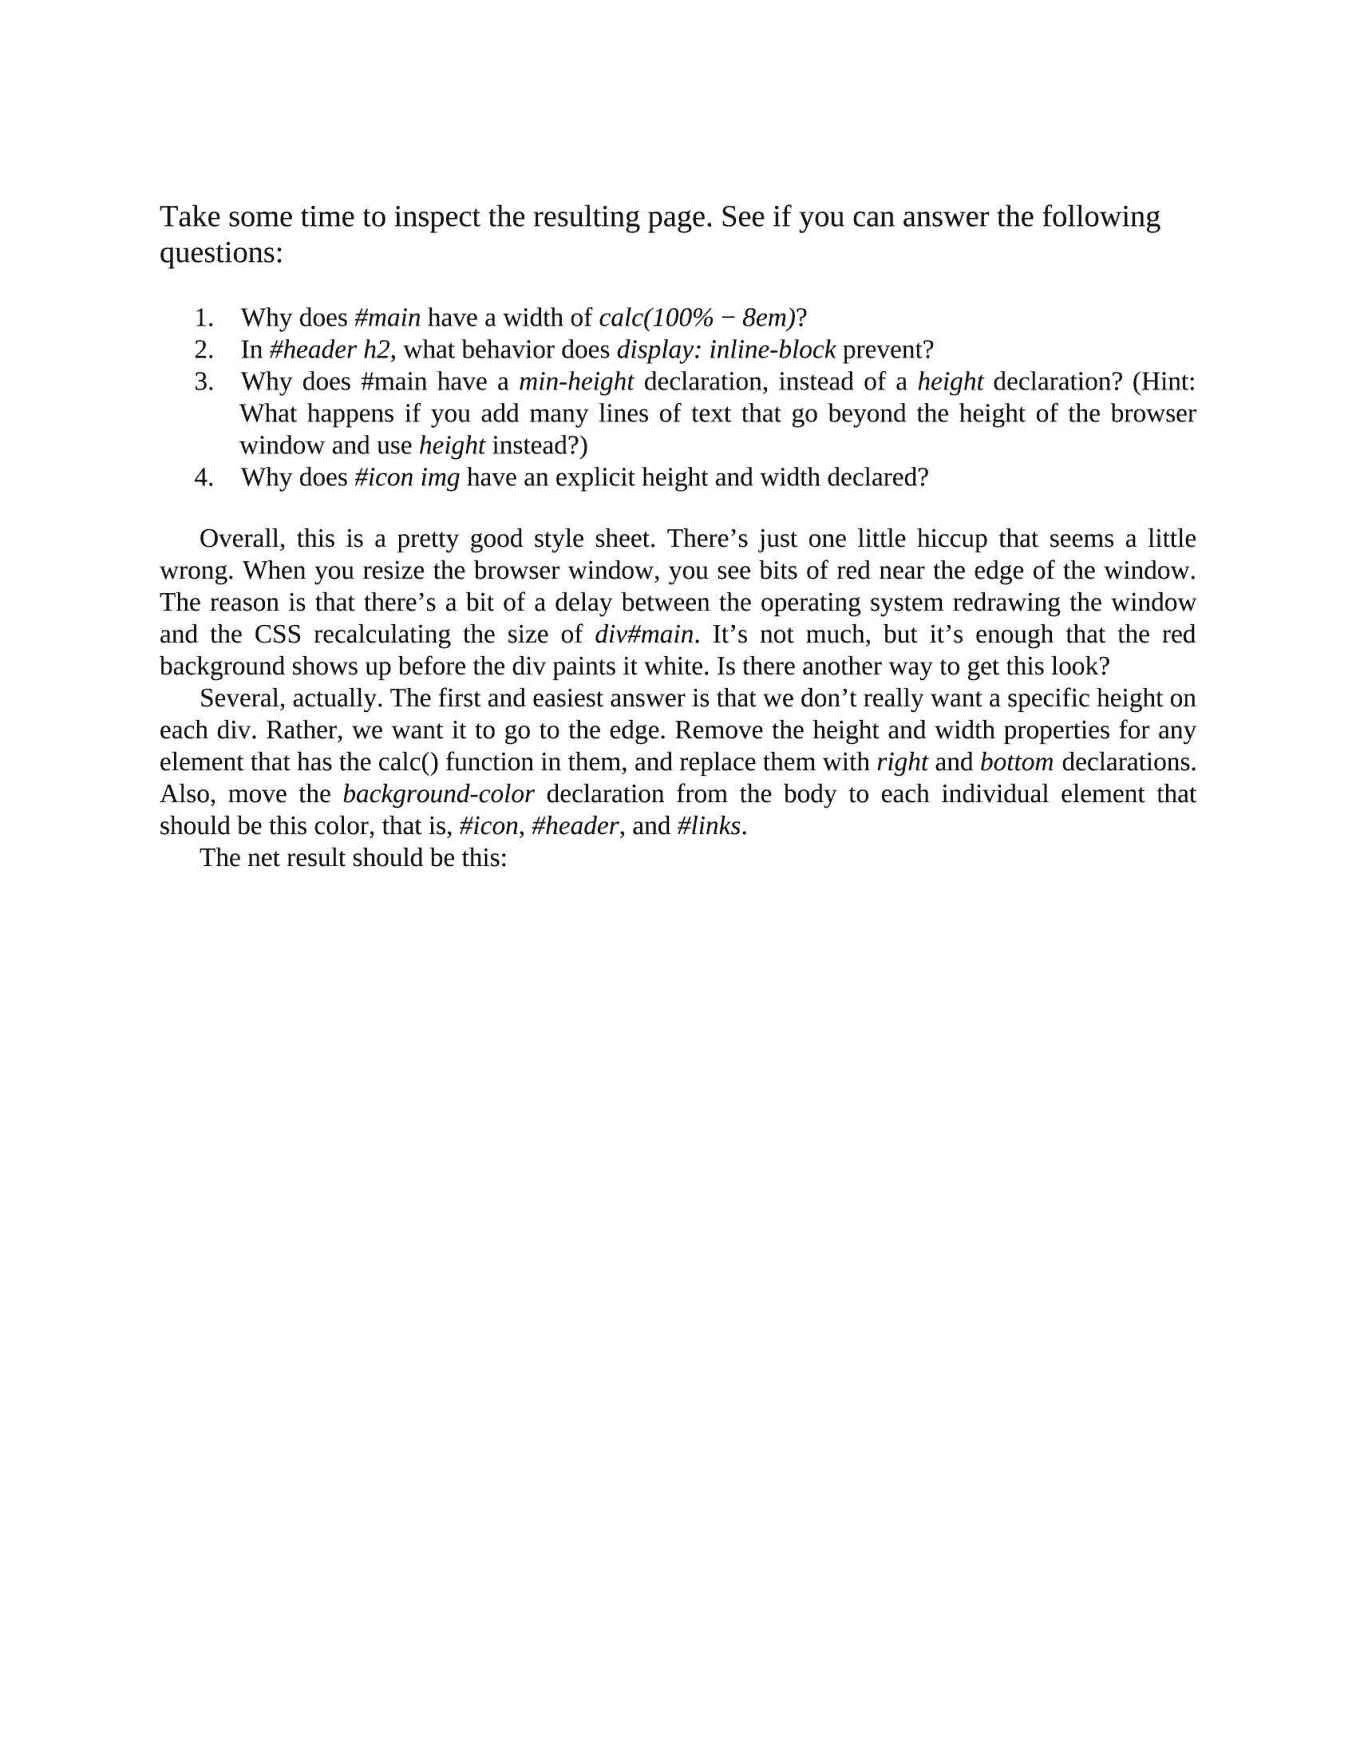 Take some time to inspect the resulting page. See if you can answer the following
questions:
1. Why does #main have a width of calc(100% − 8em)?
2. In #header h2, what behavior does display: inline-block prevent?
3. Why does #main have a min-height declaration, instead of a height declaration? (Hint:
What happens if you add many lines of text that go beyond the height of the browser
window and use height instead?)
4. Why does #icon img have an explicit height and width declared?
Overall, this is a pretty good style sheet. There’s just one little hiccup that seems a little
wrong. When you resize the browser window, you see bits of red near the edge of the window.
The reason is that there’s a bit of a delay between the operating system redrawing the window
and the CSS recalculating the size of div#main. It’s not much, but it’s enough that the red
background shows up before the div paints it white. Is there another way to get this look?
Several, actually. The first and easiest answer is that we don’t really want a specific height on
each div. Rather, we want it to go to the edge. Remove the height and width properties for any
element that has the calc() function in them, and replace them with right and bottom declarations.
Also, move the background-color declaration from the body to each individual element that
should be this color, that is, #icon, #header, and #links.
The net result should be this: